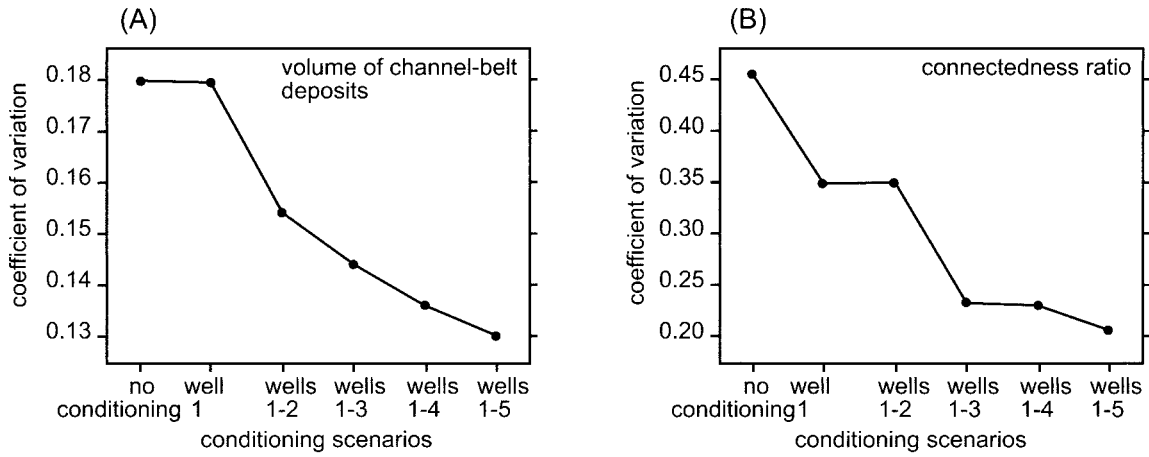 (A)
volume of channel-belt
deposits
coefficient of variation
0.18
0.17
0.16
0.15
0.14
0.13
no
conditioning
well
1
wells
1-2
wells
1-3
wells
1-4
wells
1-5
conditioning scenarios
(B)
connectedness ratio
coefficient of variation
0.45
0.40
0.35
0.30
0.25
0.20
no
conditioning
well
1
wells
1-2
wells
1-3
wells
1-4
wells
1-5
conditioning scenarios